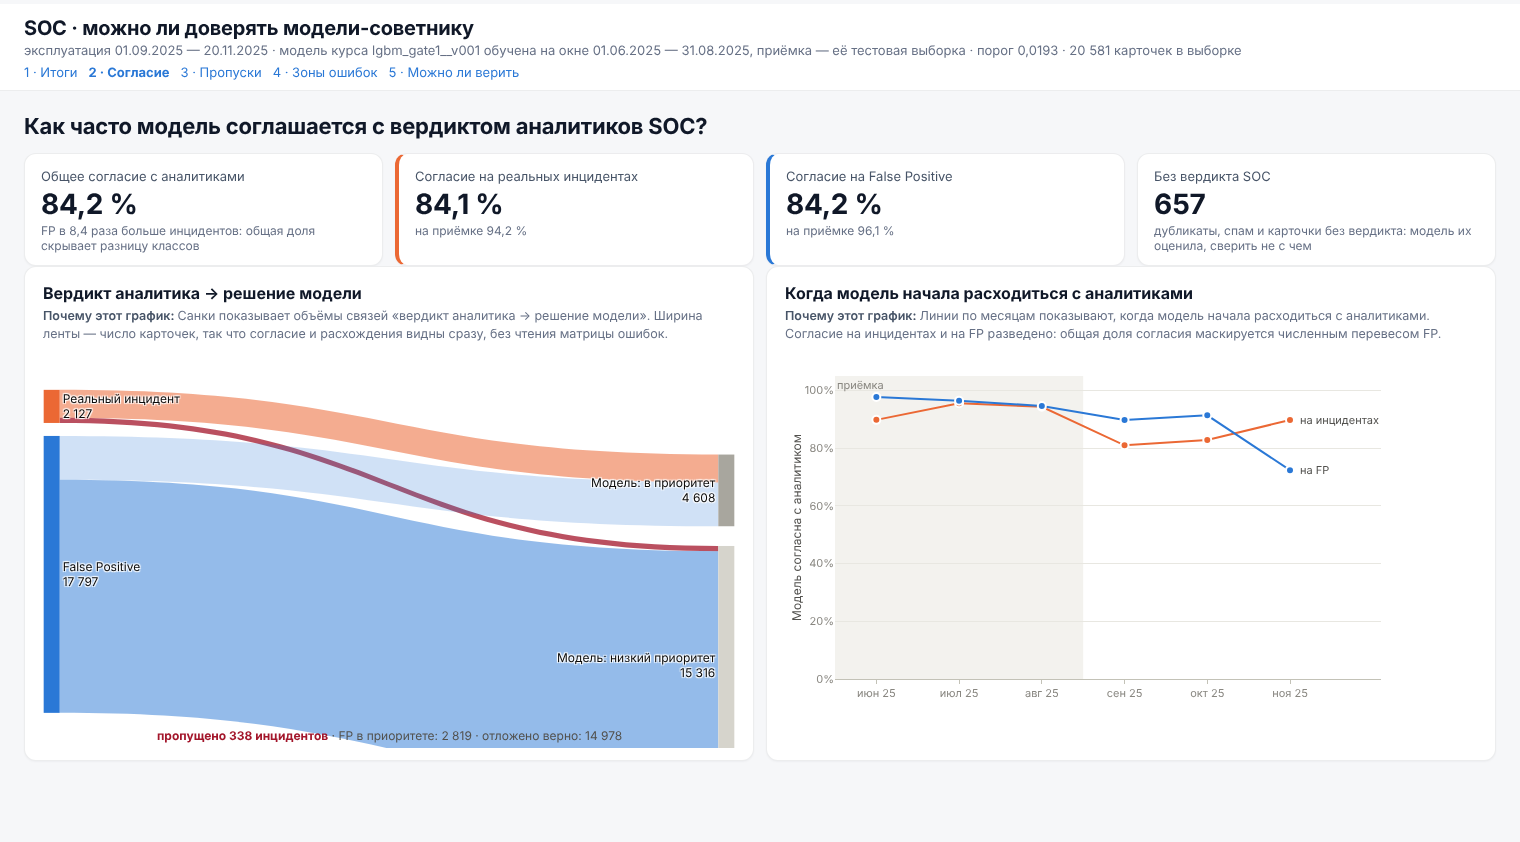 SOC · можно ли доверять модели-советнику
эксплуатация 01.09.2025 — 20.11.2025 · модель курса lgbm_gate1__v001 обучена на окне 01.06.2025 — 31.08.2025, приёмка — её тестовая выборка · порог 0,0193 · 20 581 карточек в выборке
1 · Итоги 2 · Согласие 3 · Пропуски 4 · Зоны ошибок 5 · Можно ли верить
Как часто модель соглашается с вердиктом аналитиков SOC?
Общее согласие с аналитиками
84,2 %
FP в 8,4 раза больше инцидентов: общая доля
скрывает разницу классов
Согласие на реальных инцидентах
84,1 %
на приёмке 94,2 %
Согласие на False Positive
84,2 %
на приёмке 96,1 %
Без вердикта SOC
657
дубликаты, спам и карточки без вердикта: модель их
оценила, сверить не с чем
Вердикт аналитика → решение модели
Почему этот график: Санки показывает объёмы связей «вердикт аналитика → решение модели». Ширина
ленты — число карточек, так что согласие и расхождения видны сразу, без чтения матрицы ошибок.
Реальный инцидент
2 127
Модель: в приоритет
4 608
False Positive
17 797
Модель: низкий приоритет
15 316
пропущено 338 инцидентов · FP в приоритете: 2 819 · отложено верно: 14 978
Когда модель начала расходиться с аналитиками
Почему этот график: Линии по месяцам показывают, когда модель начала расходиться с аналитиками.
Согласие на инцидентах и на FP разведено: общая доля согласия маскируется численным перевесом FP.
Модель согласна с аналитиком
100%
80%
60%
40%
20%
0%
приёмка
на инцидентах
на FP
июн 25 июл 25 авг 25 сен 25 окт 25 ноя 25